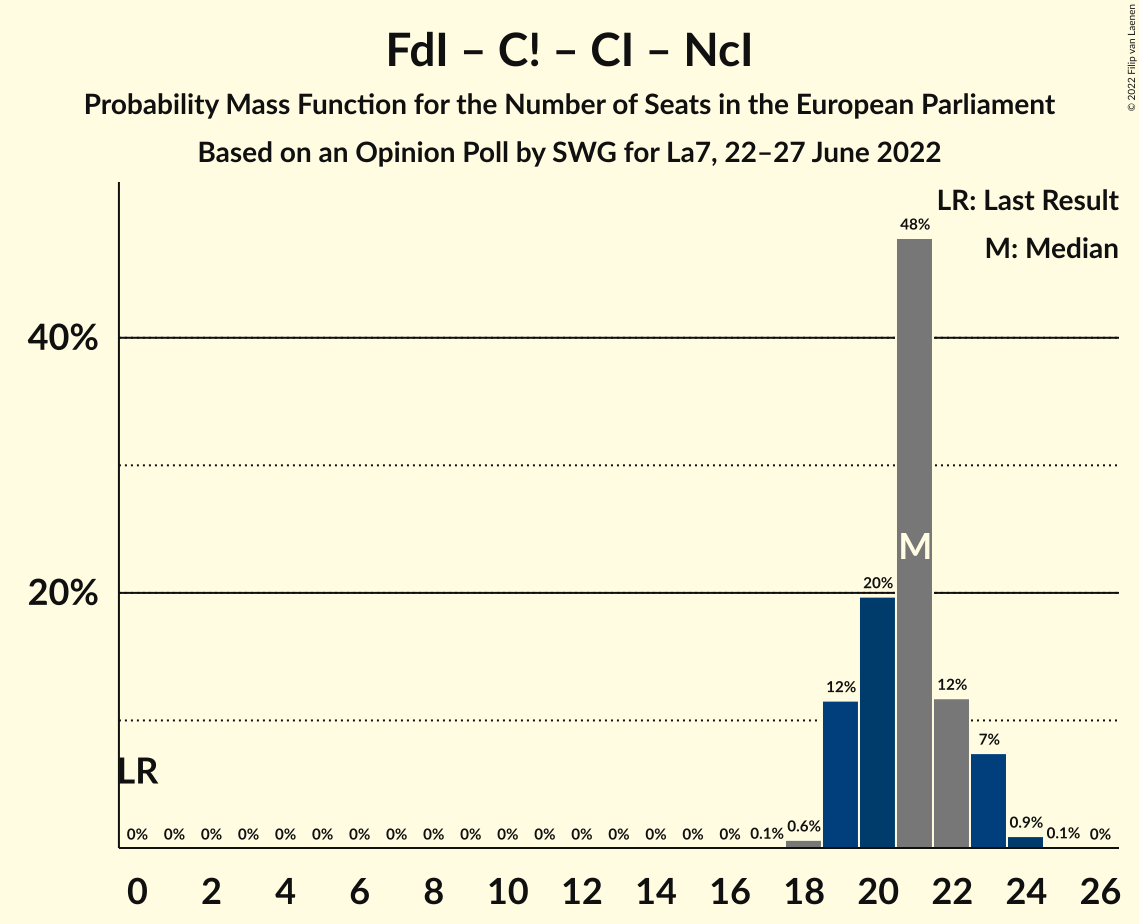 FdI – C! – CI – NcI
Probability Mass Function for the Number of Seats in the European Parliament
Based on an Opinion Poll by SWG for La7, 22–27 June 2022
© 2022 Filip van Laenen
LR: Last Result
M: Median
48%
40%
M
20%
20%
12%
12%
7%
LR
0% 0% 0% 0% 0% 0% 0% 0% 0% 0% 0% 0% 0% 0% 0% 0% 0% 0.1% 0.6% 0.9% 0.1% 0%
0 2 4 6 8 10 12 14 16 18 20 22 24 26